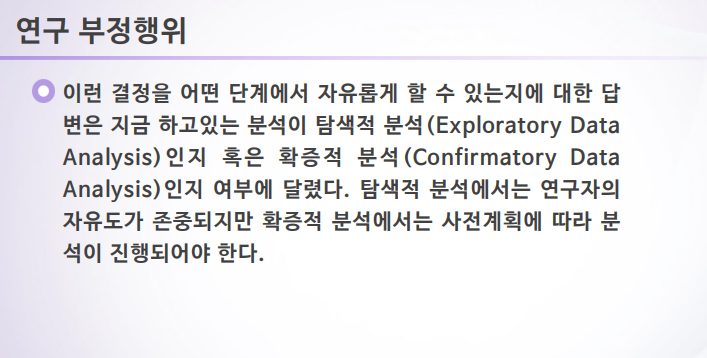 연구 부정행위
이런 결정을 어떤 단계에서 자유롭게 할 수 있는지에 대한 답
변은 지금 하고있는 분석이 탐색적 분석(Exploratory Data
Analysis)인지 혹은 확증적 분석(Confirmatory Data
Analysis)인지 여부에 달렸다. 탐색적 분석에서는 연구자의
자유도가 존중되지만 확증적 분석에서는 사전계획에 따라 분
석이 진행되어야 한다.